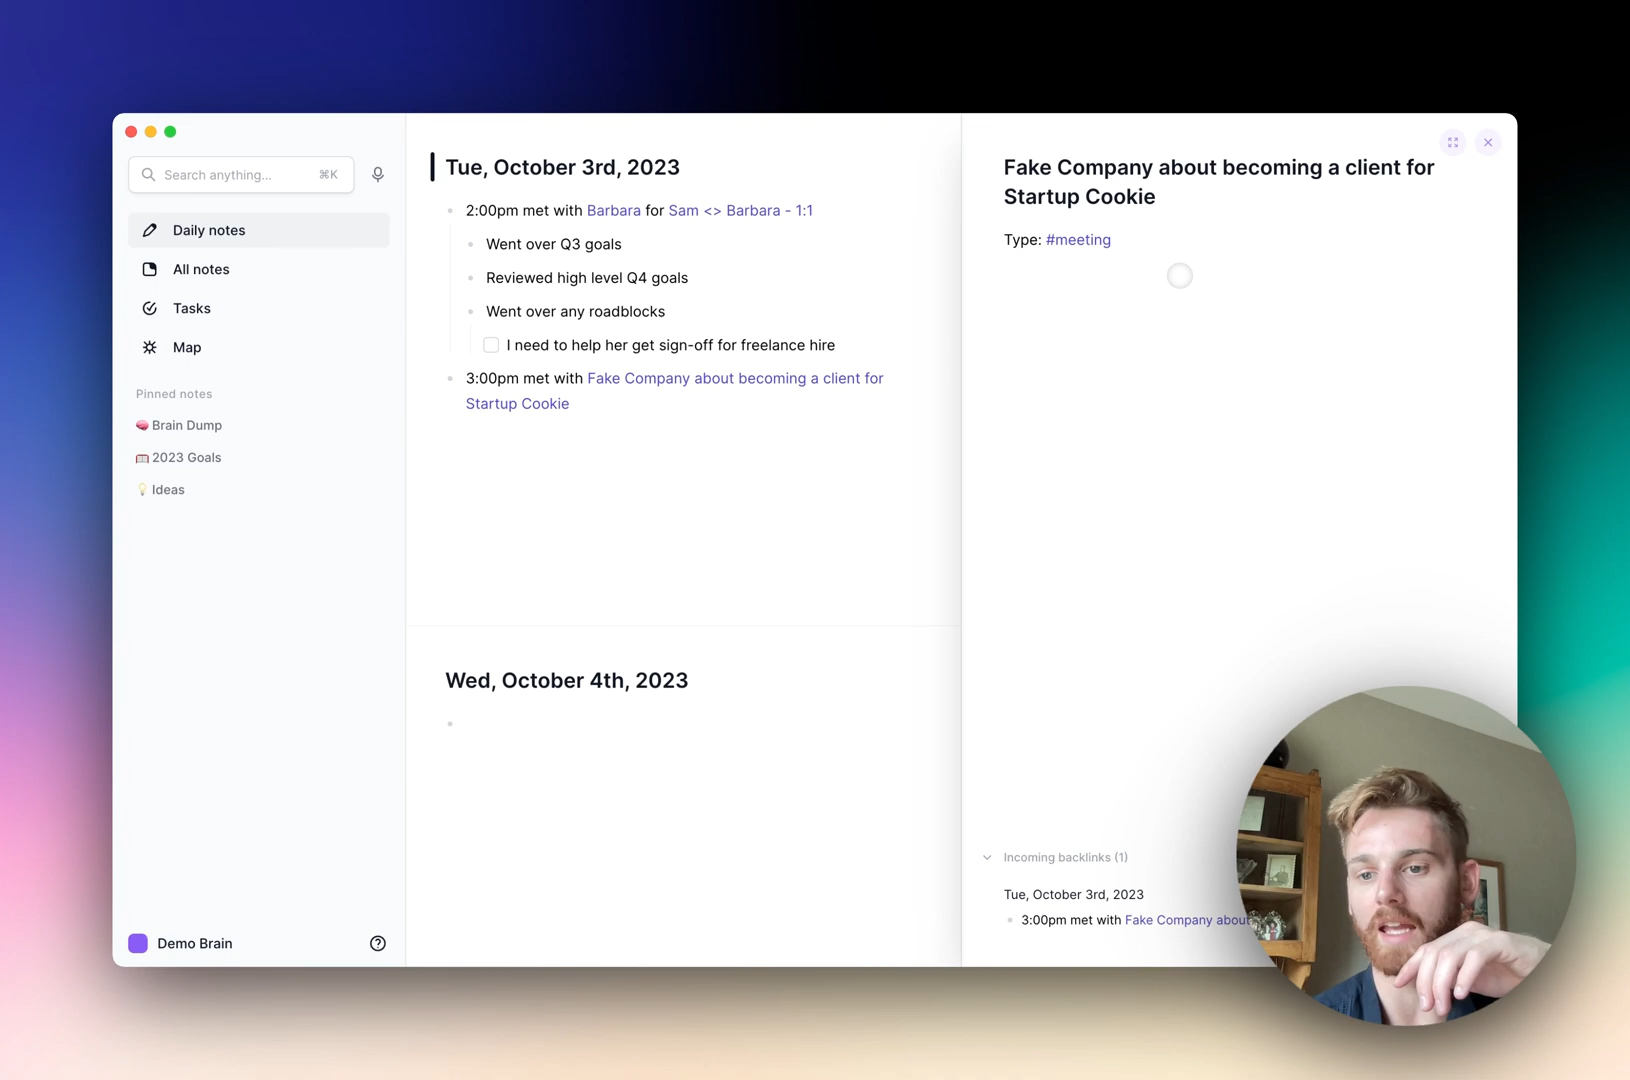 Search anything...
⌘K
Daily notes
All notes
Tasks
Map
Pinned notes
Brain Dump
2023 Goals
Ideas
Demo Brain
Tue, October 3rd, 2023
2:00pm met with Barbara for Sam <> Barbara - 1:1
Went over Q3 goals
Reviewed high level Q4 goals
Went over any roadblocks
I need to help her get sign-off for freelance hire
3:00pm met with Fake Company about becoming a client for
Startup Cookie
Wed, October 4th, 2023
Fake Company about becoming a client for
Startup Cookie
Type: #meeting
Incoming backlinks (1)
Tue, October 3rd, 2023
3:00pm met with Fake Company about